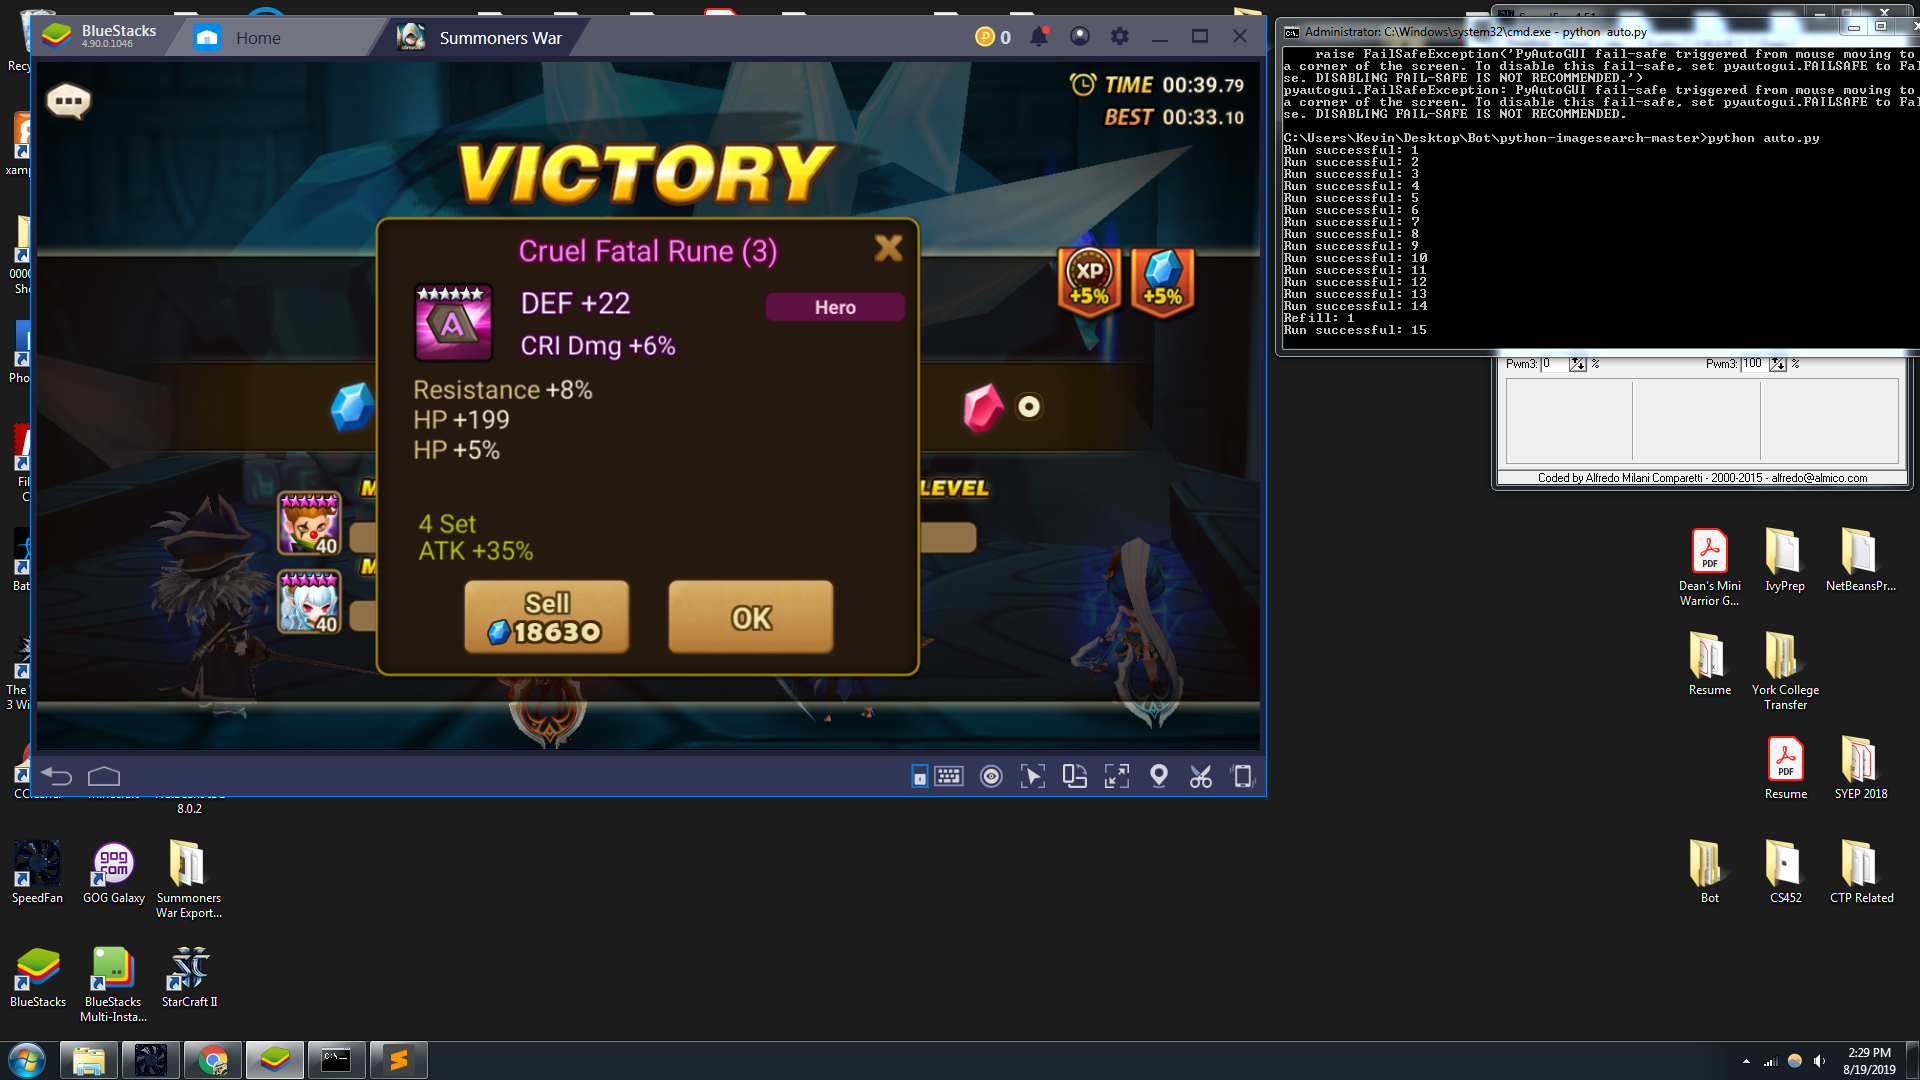 BlueStacks
4.90.0.1046
Home
Summoners War
0
TIME 00:39.79
BEST 00:33.10
VICTORY
Cruel Fatal Rune (3)
DEF +22
Hero
CRI Dmg +6%
Resistance +8%
HP +199
HP +5%
4 Set
ATK +35%
Sell
18630
OK
XP
+5%
+5%
LEVEL
40
40
Administrator: C:\Windows\system32\cmd.exe - python auto.py
raise FailSafeException('PyAutoGUI fail-safe triggered from mouse moving to
a corner of the screen. To disable this fail-safe, set pyautogui.FAILSAFE to Fal
se. DISABLING FAIL-SAFE IS NOT RECOMMENDED.')
pyautogui.FailSafeException: PyAutoGUI fail-safe triggered from mouse moving to
a corner of the screen. To disable this fail-safe, set pyautogui.FAILSAFE to Fal
se. DISABLING FAIL-SAFE IS NOT RECOMMENDED.
C:\Users\Kevin\Desktop\Bot\python-imagesearch-master>python auto.py
Run successful: 1
Run successful: 2
Run successful: 3
Run successful: 4
Run successful: 5
Run successful: 6
Run successful: 7
Run successful: 8
Run successful: 9
Run successful: 10
Run successful: 11
Run successful: 12
Run successful: 13
Run successful: 14
Refill: 1
Run successful: 15
Pwm3: 0 %
Pwm3: 100 %
Coded by Alfredo Milani Comparetti - 2000-2015 - alfredo@almico.com
PDF
Dean's Mini
Warrior G...
IvyPrep
NetBeansPr...
Resume
York College
Transfer
PDF
Resume
SYEP 2018
Bot
CS452
CTP Related
Recy
xamp
0000
Sho
Pho
Fil
C
Bat
The
3 Wi
8.0.2
SpeedFan
gog
com
GOG Galaxy
Summoners
War Export...
BlueStacks
BlueStacks
Multi-Insta...
StarCraft II
2:29 PM
8/19/2019